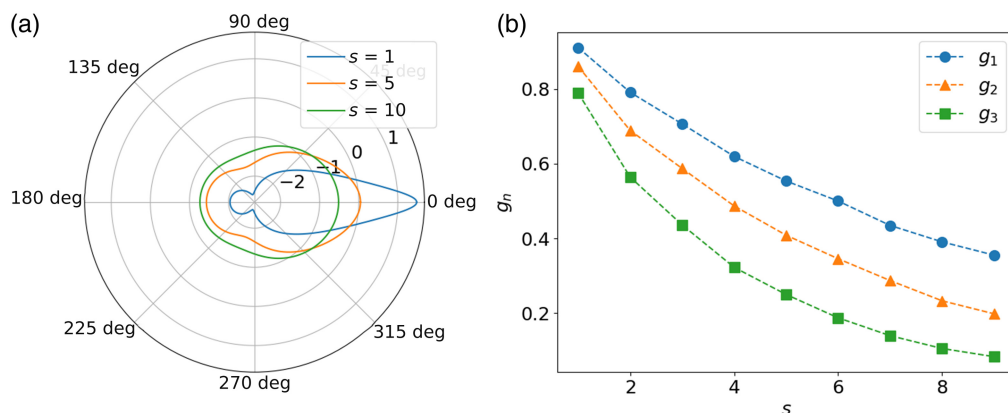 (a)
90 deg
135 deg
45 deg
s = 1
s = 5
s = 10
1
0
−1
−2
180 deg
0 deg
225 deg
315 deg
270 deg
(b)
g1
g2
g3
0.8
0.6
0.4
0.2
gn
2
4
6
8
s